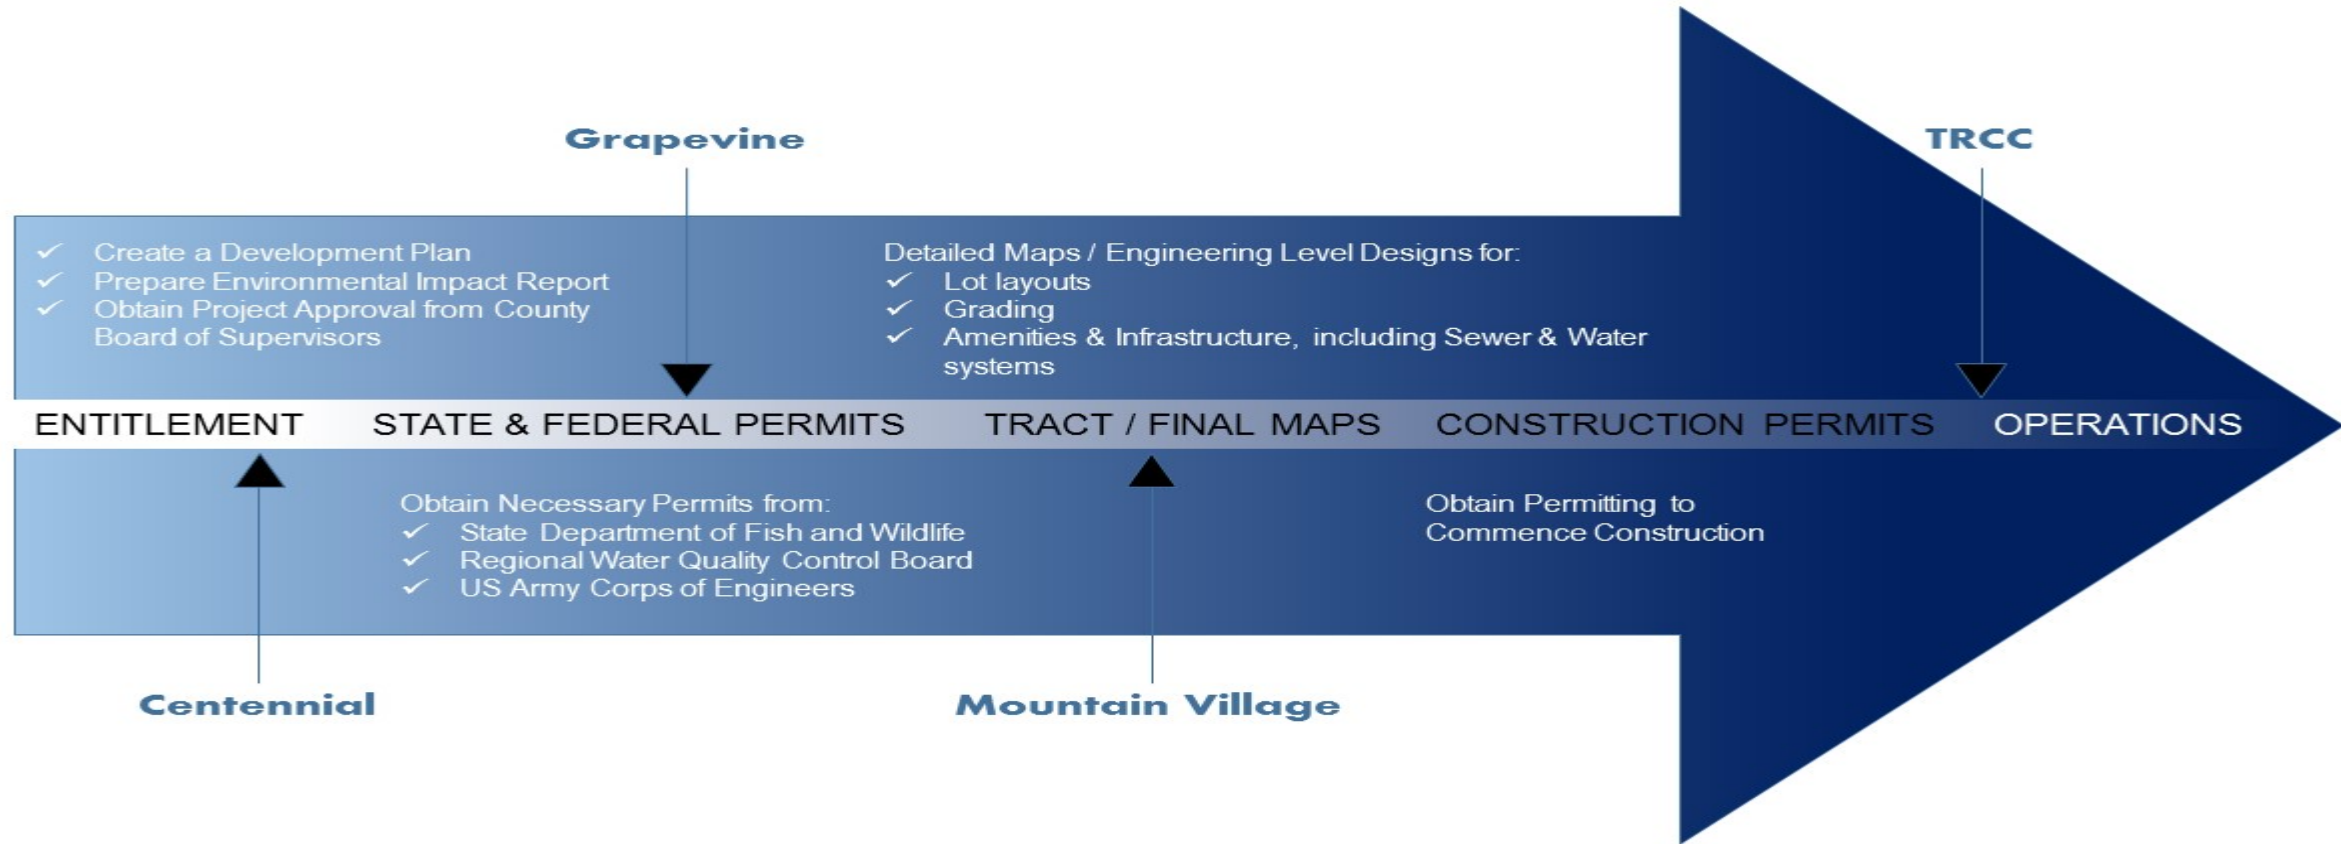 Grapevine
TRCC
✓ Create a Development Plan
✓ Prepare Environmental Impact Report
✓ Obtain Project Approval from County
Board of Supervisors
Detailed Maps / Engineering Level Designs for:
✓ Lot layouts
✓ Grading
✓ Amenities & Infrastructure, including Sewer & Water
systems
ENTITLEMENT STATE & FEDERAL PERMITS TRACT / FINAL MAPS CONSTRUCTION PERMITS OPERATIONS
Obtain Necessary Permits from:
✓ State Department of Fish and Wildlife
✓ Regional Water Quality Control Board
✓ US Army Corps of Engineers
Obtain Permitting to
Commence Construction
Centennial
Mountain Village